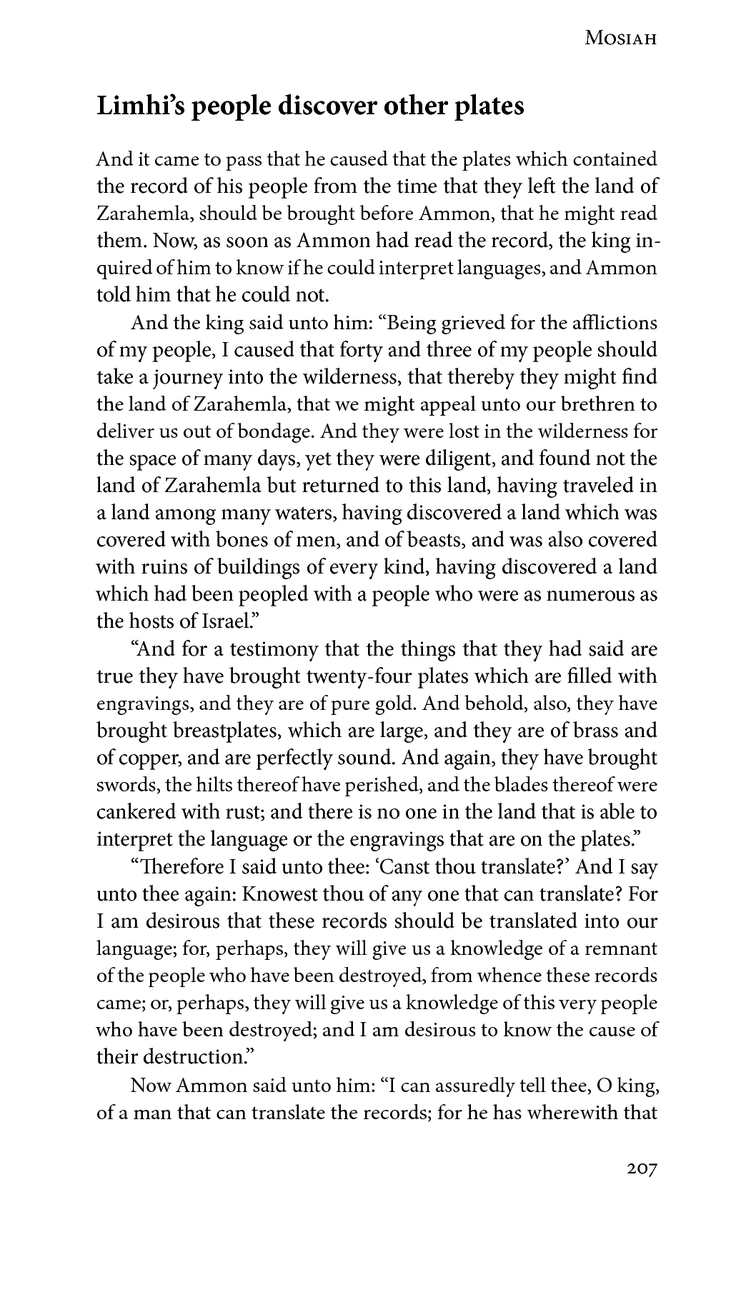 Mosiah
Limhi’s people discover other plates
And it came to pass that he caused that the plates which contained
the record of his people from the time that they left the land of
Zarahemla, should be brought before Ammon, that he might read
them. Now, as soon as Ammon had read the record, the king in-
quired of him to know if he could interpret languages, and Ammon
told him that he could not.
And the king said unto him: “Being grieved for the afflictions
of my people, I caused that forty and three of my people should
take a journey into the wilderness, that thereby they might find
the land of Zarahemla, that we might appeal unto our brethren to
deliver us out of bondage. And they were lost in the wilderness for
the space of many days, yet they were diligent, and found not the
land of Zarahemla but returned to this land, having traveled in
a land among many waters, having discovered a land which was
covered with bones of men, and of beasts, and was also covered
with ruins of buildings of every kind, having discovered a land
which had been peopled with a people who were as numerous as
the hosts of Israel.”
“And for a testimony that the things that they had said are
true they have brought twenty-four plates which are filled with
engravings, and they are of pure gold. And behold, also, they have
brought breastplates, which are large, and they are of brass and
of copper, and are perfectly sound. And again, they have brought
swords, the hilts thereof have perished, and the blades thereof were
cankered with rust; and there is no one in the land that is able to
interpret the language or the engravings that are on the plates.”
“Therefore I said unto thee: ‘Canst thou translate?’ And I say
unto thee again: Knowest thou of any one that can translate? For
I am desirous that these records should be translated into our
language; for, perhaps, they will give us a knowledge of a remnant
of the people who have been destroyed, from whence these records
came; or, perhaps, they will give us a knowledge of this very people
who have been destroyed; and I am desirous to know the cause of
their destruction.”
Now Ammon said unto him: “I can assuredly tell thee, O king,
of a man that can translate the records; for he has wherewith that
207